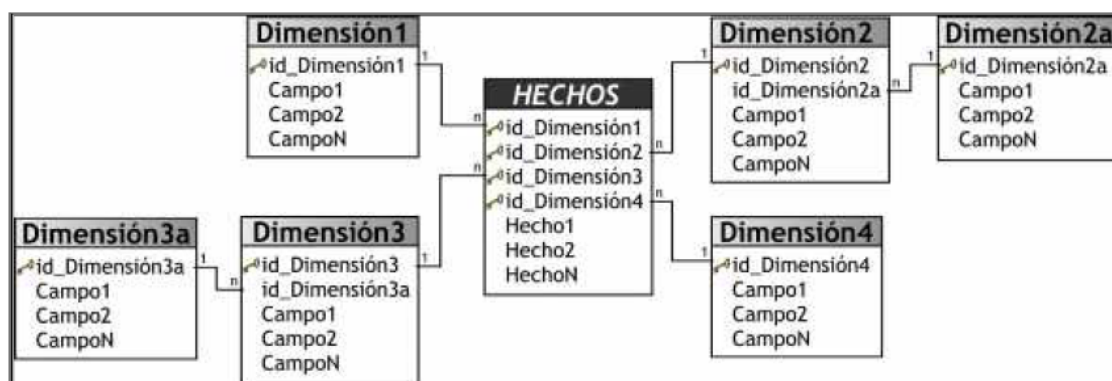 Dimensión1
id_Dimensión1
Campo1
Campo2
CampoN
1
n
HECHOS
id_Dimensión1
id_Dimensión2
id_Dimensión3
id_Dimensión4
Hecho1
Hecho2
HechoN
n
n
n
Dimensión2
id_Dimensión2
id_Dimensión2a
Campo1
Campo2
CampoN
1
n
1
Dimensión2a
id_Dimensión2a
Campo1
Campo2
CampoN
Dimensión3a
id_Dimensión3a
Campo1
Campo2
CampoN
1
n
Dimensión3
id_Dimensión3
id_Dimensión3a
Campo1
Campo2
CampoN
1
1
Dimensión4
id_Dimensión4
Campo1
Campo2
CampoN